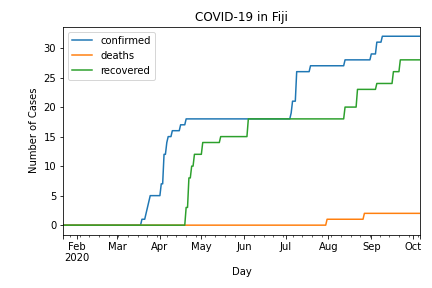 COVID-19 in Fiji
confirmed
deaths
recovered
Number of Cases
30
25
20
15
10
5
0
Feb Mar Apr May Jun Jul Aug Sep Oct
2020
Day